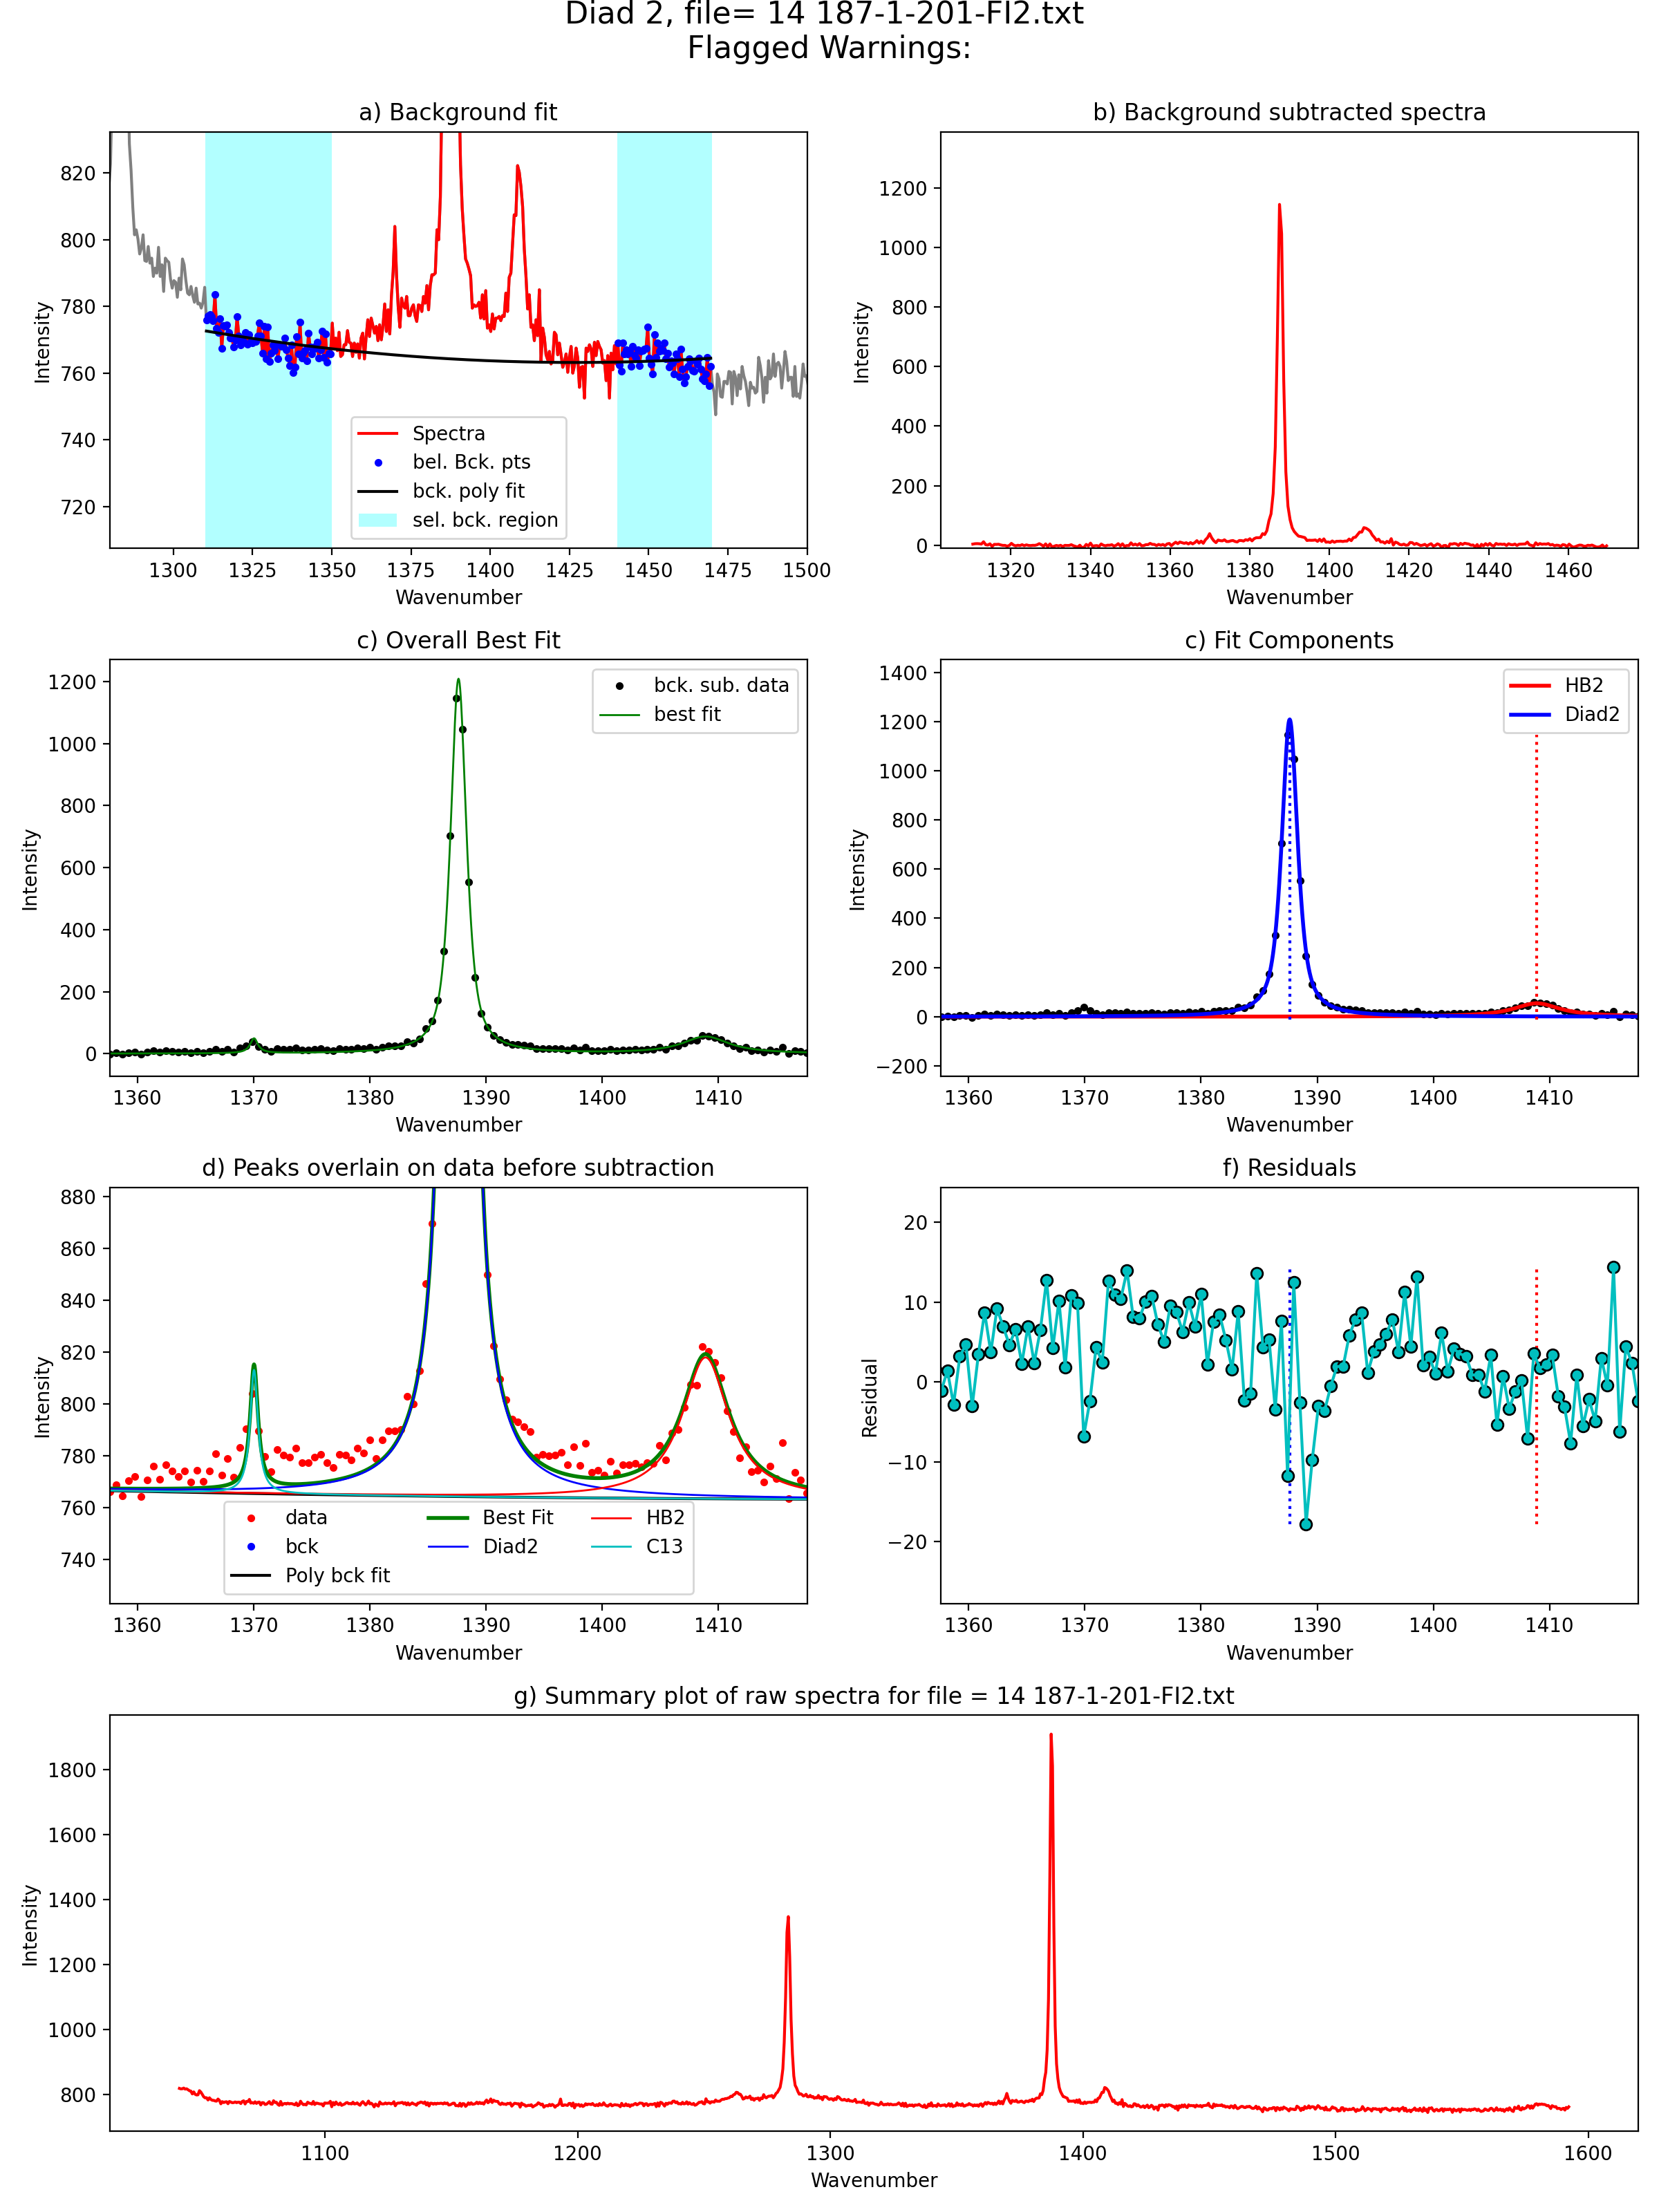 Diad 2, file= 14 187-1-201-FI2.txt
Flagged Warnings:
a) Background fit
820
800
780
760
740
720
Intensity
Spectra
bel. Bck. pts
bck. poly fit
sel. bck. region
1300 1325 1350 1375 1400 1425 1450 1475 1500
Wavenumber
b) Background subtracted spectra
1200
1000
800
600
400
200
0
Intensity
1320 1340 1360 1380 1400 1420 1440 1460
Wavenumber
c) Overall Best Fit
1200
1000
800
600
400
200
0
Intensity
bck. sub. data
best fit
1360 1370 1380 1390 1400 1410
Wavenumber
c) Fit Components
1400
1200
1000
800
600
400
200
0
−200
Intensity
HB2
Diad2
1360 1370 1380 1390 1400 1410
Wavenumber
d) Peaks overlain on data before subtraction
880
860
840
820
800
780
760
740
Intensity
data
bck
Poly bck fit
Best Fit
Diad2
HB2
C13
1360 1370 1380 1390 1400 1410
Wavenumber
f) Residuals
20
10
0
−10
−20
Residual
1360 1370 1380 1390 1400 1410
Wavenumber
g) Summary plot of raw spectra for file = 14 187-1-201-FI2.txt
1800
1600
1400
1200
1000
800
Intensity
1100 1200 1300 1400 1500 1600
Wavenumber